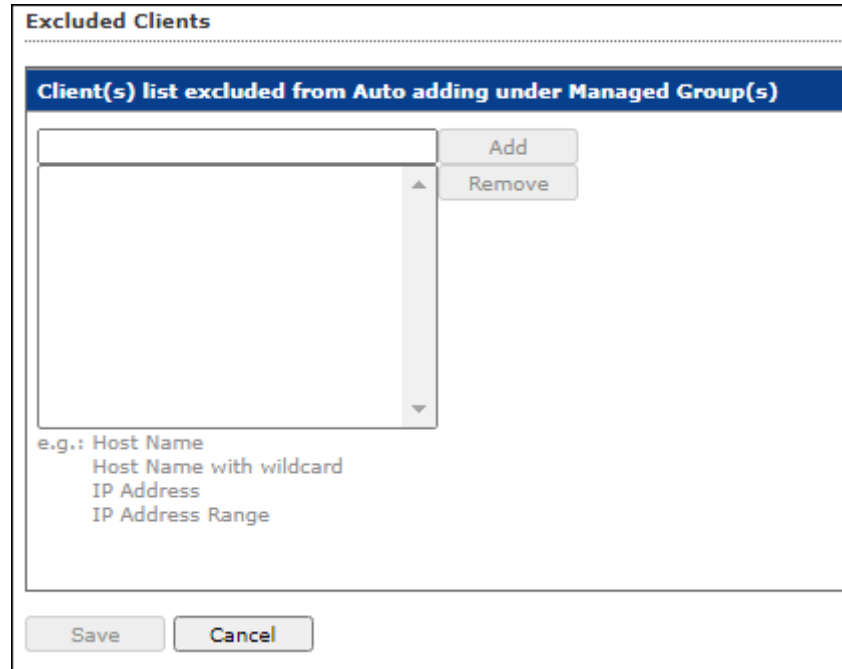 Excluded Clients
Client(s) list excluded from Auto adding under Managed Group(s)
Add
Remove
e.g.: Host Name
Host Name with wildcard
IP Address
IP Address Range
Save
Cancel